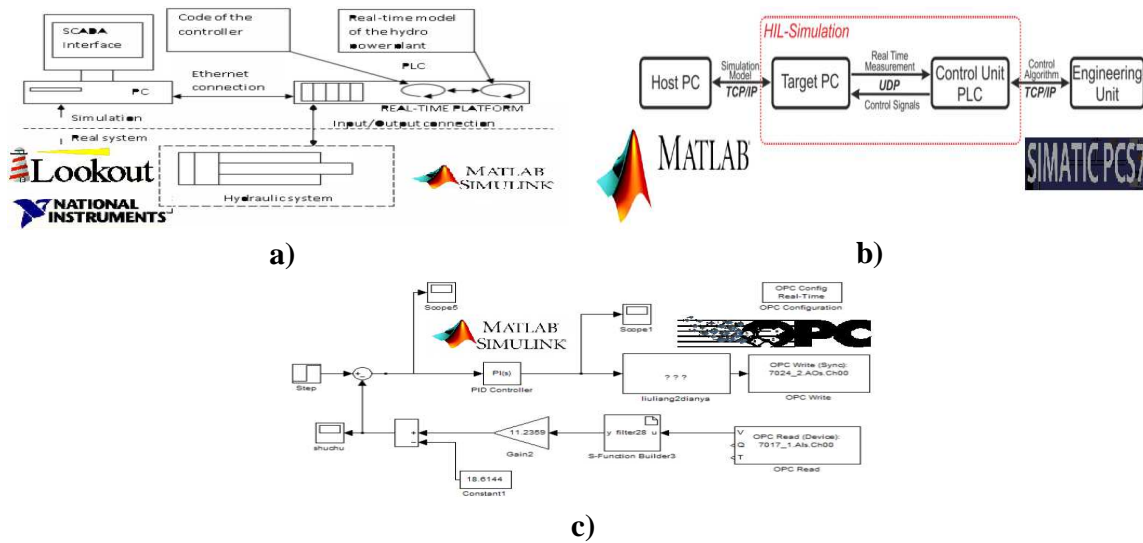 SCADA
Interface
Code of the
controller
Real-time model
of the hydro
power plant
PLC
Ethernet
connection
PC
REAL-TIME PLATFORM
Simulation
Input/Output connection
Real system
Lookout
NATIONAL
INSTRUMENTS
Hydraulic system
MATLAB
SIMULINK
a)
HIL-Simulation
Host PC
Simulation
Model
TCP/IP
Target PC
Real Time
Measurement
UDP
Control Signals
Control Unit
PLC
Control
Algorithm
TCP/IP
Engineering
Unit
MATLAB
SIMATIC PCS7
b)
Scope5
MATLAB
SIMULINK
Scope1
OPC Config
Real-Time
OPC Configuration
OPC
Step
PI(s)
PID Controller
? ? ?
liuliang2dianya
OPC Write (Sync):
7024_2.AOs.Ch00
OPC Write
shuchu
11.2359
Gain2
y filter28 u
S-Function Builder3
V
Q
T
OPC Read (Device):
7017_1.AIs.Ch00
OPC Read
18.6144
Constant1
c)